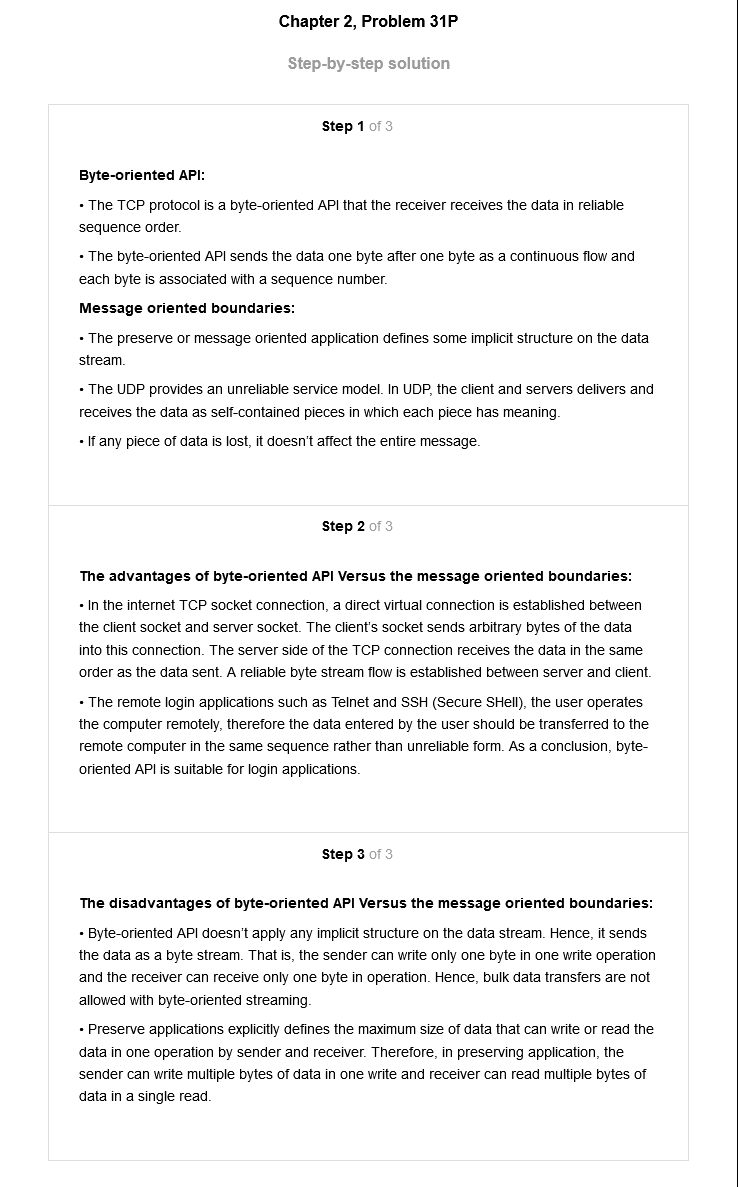 Chapter 2, Problem 31P
Step-by-step solution
Step 1 of 3
Byte-oriented API:
• The TCP protocol is a byte-oriented API that the receiver receives the data in reliable
sequence order.
• The byte-oriented API sends the data one byte after one byte as a continuous flow and
each byte is associated with a sequence number.
Message oriented boundaries:
• The preserve or message oriented application defines some implicit structure on the data
stream.
• The UDP provides an unreliable service model. In UDP, the client and servers delivers and
receives the data as self-contained pieces in which each piece has meaning.
• If any piece of data is lost, it doesn't affect the entire message.
Step 2 of 3
The advantages of byte-oriented API Versus the message oriented boundaries:
• In the internet TCP socket connection, a direct virtual connection is established between
the client socket and server socket. The client's socket sends arbitrary bytes of the data
into this connection. The server side of the TCP connection receives the data in the same
order as the data sent. A reliable byte stream flow is established between server and client.
• The remote login applications such as Telnet and SSH (Secure SHell), the user operates
the computer remotely, therefore the data entered by the user should be transferred to the
remote computer in the same sequence rather than unreliable form. As a conclusion, byte-
oriented API is suitable for login applications.
Step 3 of 3
The disadvantages of byte-oriented API Versus the message oriented boundaries:
• Byte-oriented API doesn't apply any implicit structure on the data stream. Hence, it sends
the data as a byte stream. That is, the sender can write only one byte in one write operation
and the receiver can receive only one byte in operation. Hence, bulk data transfers are not
allowed with byte-oriented streaming.
• Preserve applications explicitly defines the maximum size of data that can write or read the
data in one operation by sender and receiver. Therefore, in preserving application, the
sender can write multiple bytes of data in one write and receiver can read multiple bytes of
data in a single read.